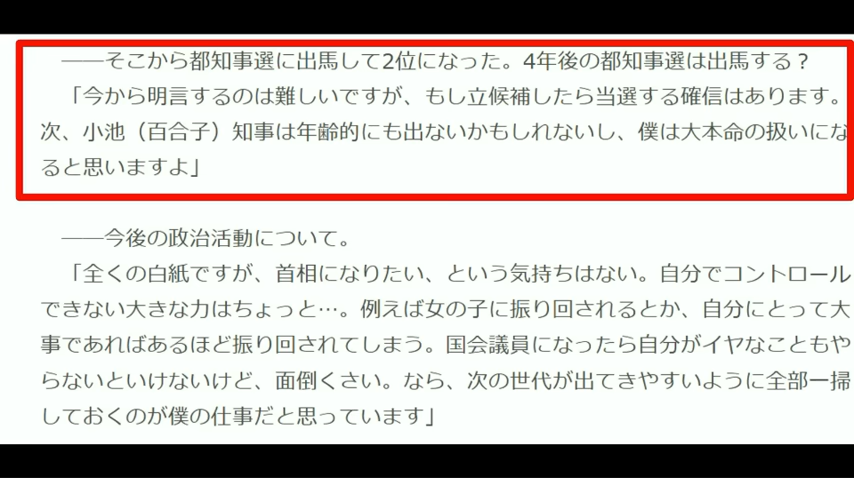 ――そこから都知事選に出馬して2位になった。4年後の都知事選は出馬する？
「今から明言するのは難しいですが、もし立候補したら当選する確信はあります。
次、小池（百合子）知事は年齢的にも出ないかもしれないし、僕は大本命の扱いにな
ると思いますよ」
――今後の政治活動について。
「全くの白紙ですが、首相になりたい、という気持ちはない。自分でコントロール
できない大きな力はちょっと…。例えば女の子に振り回されるとか、自分にとって大
事であればあるほど振り回されてしまう。国会議員になったら自分がイヤなこともや
らないといけないけど、面倒くさい。なら、次の世代が出てきやすいように全部一掃
しておくのが僕の仕事だと思っています」